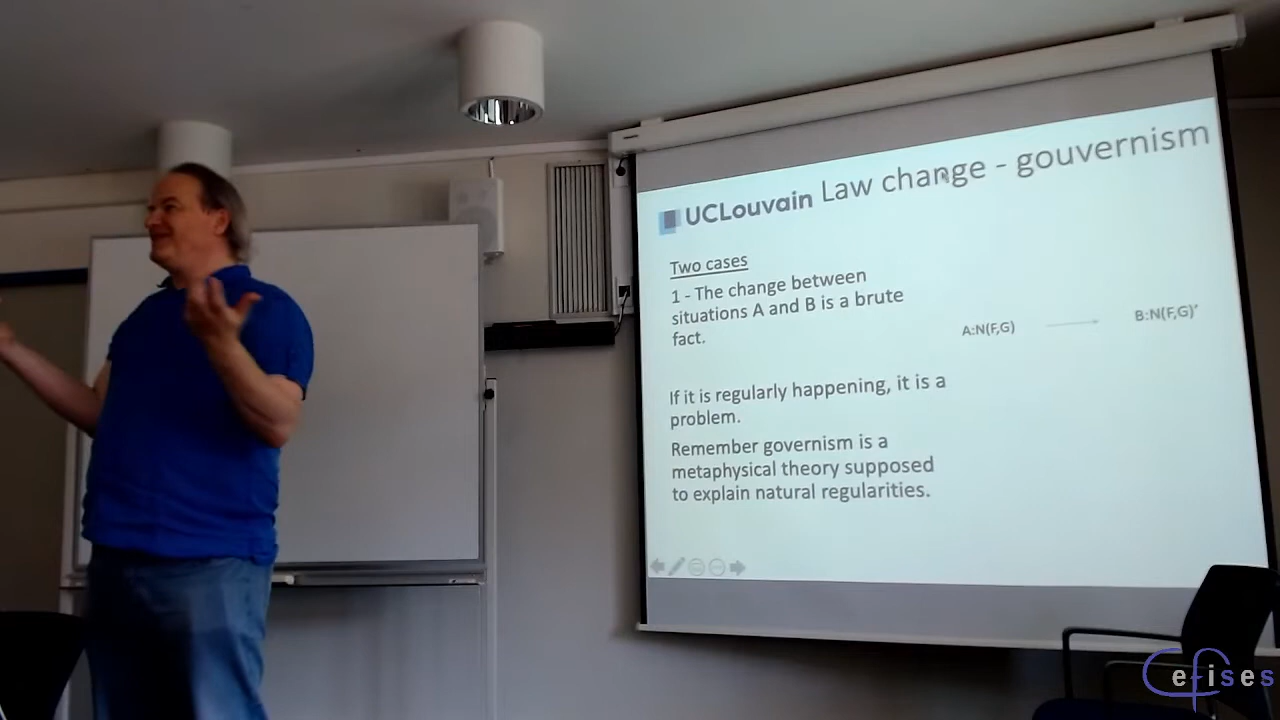 UCLouvain Law change - gouvernism
Two cases
1 - The change between
situations A and B is a brute
fact.
A:N(F,G)
B:N(F,G)'
If it is regularly happening, it is a
problem.
Remember governism is a
metaphysical theory supposed
to explain natural regularities.
Cefises